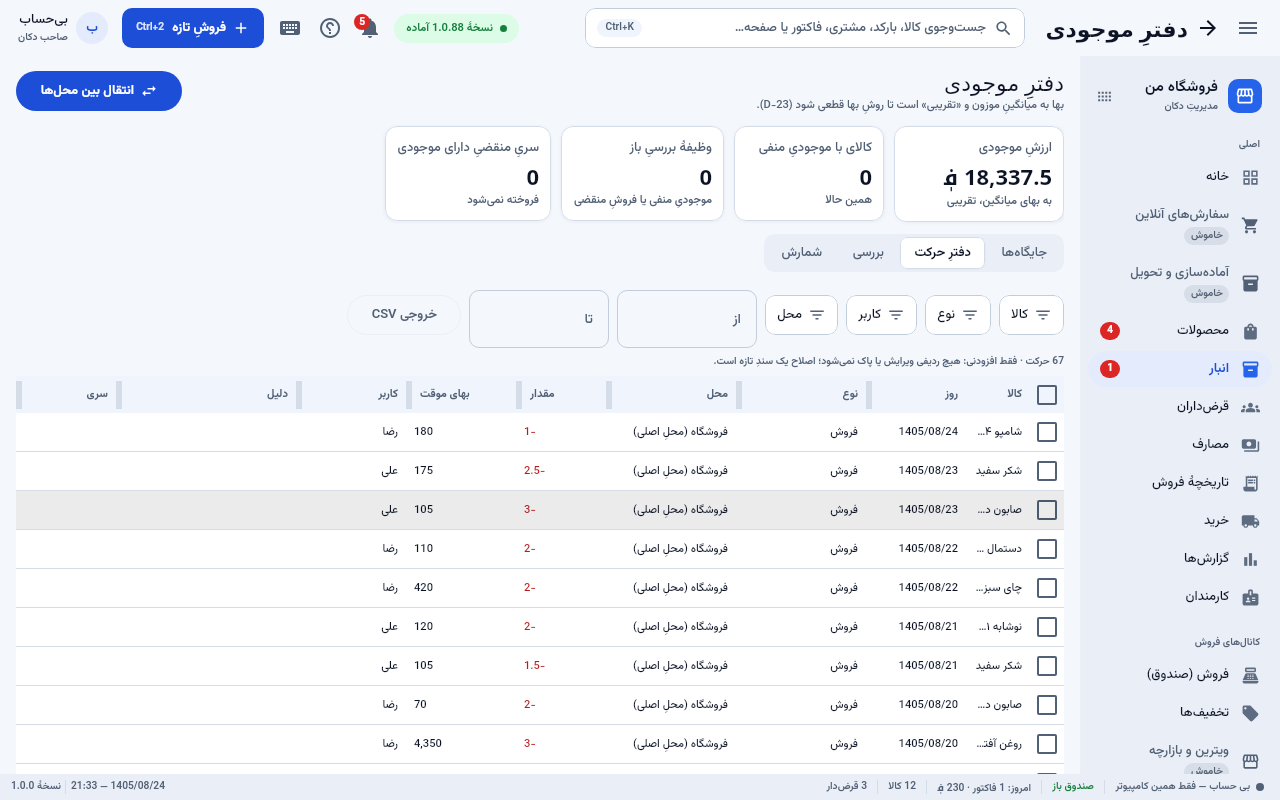 دفترِ موجودی
جست‌وجوی کالا، بارکد، مشتری، فاکتور یا صفحه…
Ctrl+K
نسخهٔ 1.0.88 آماده
5
فروشِ تازه
Ctrl+2
بی‌حساب
صاحب دکان
ب
فروشگاه من
مدیریتِ دکان
اصلی
خانه
سفارش‌های آنلاین
خاموش
آماده‌سازی و تحویل
خاموش
محصولات
4
انبار
1
قرض‌داران
مصارف
تاریخچهٔ فروش
خرید
گزارش‌ها
کارمندان
کانال‌های فروش
فروش (صندوق)
تخفیف‌ها
ویترین و بازارچه
خاموش
دفترِ موجودی
بها به میانگینِ موزون و «تقریبی» است تا روشِ بها قطعی شود (D-23).
انتقال بین محل‌ها
ارزشِ موجودی
18,337.5 ؋
به بهای میانگین، تقریبی
کالای با موجودیِ منفی
0
همین حالا
وظیفهٔ بررسیِ باز
0
موجودیِ منفی یا فروشِ منقضی
سریِ منقضیِ دارای موجودی
0
فروخته نمی‌شود
جایگاه‌ها
دفترِ حرکت
بررسی
شمارش
کالا
نوع
کاربر
محل
از
تا
خروجی CSV
67 حرکت · فقط افزودنی: هیچ ردیفی ویرایش یا پاک نمی‌شود؛ اصلاح یک سندِ تازه است.
کالا روز نوع محل مقدار بهای موقت کاربر دلیل سری
شامپو ۴… 1405/08/24 فروش فروشگاه (محلِ اصلی) -1 180 رضا
شکر سفید 1405/08/23 فروش فروشگاه (محلِ اصلی) -2.5 175 علی
صابون د… 1405/08/23 فروش فروشگاه (محلِ اصلی) -3 105 علی
دستمال … 1405/08/22 فروش فروشگاه (محلِ اصلی) -2 110 رضا
چای سبز… 1405/08/22 فروش فروشگاه (محلِ اصلی) -2 420 رضا
نوشابه ۱… 1405/08/21 فروش فروشگاه (محلِ اصلی) -2 120 علی
شکر سفید 1405/08/21 فروش فروشگاه (محلِ اصلی) -1.5 105 علی
صابون د… 1405/08/20 فروش فروشگاه (محلِ اصلی) -2 70 رضا
روغن آفت… 1405/08/20 فروش فروشگاه (محلِ اصلی) -3 4,350 رضا
بی حساب — فقط همین کامپیوتر
صندوق باز
امروز: 1 فاکتور · 230 ؋
12 کالا
3 قرض‌دار
1405/08/24 — 21:33
نسخهٔ 1.0.0